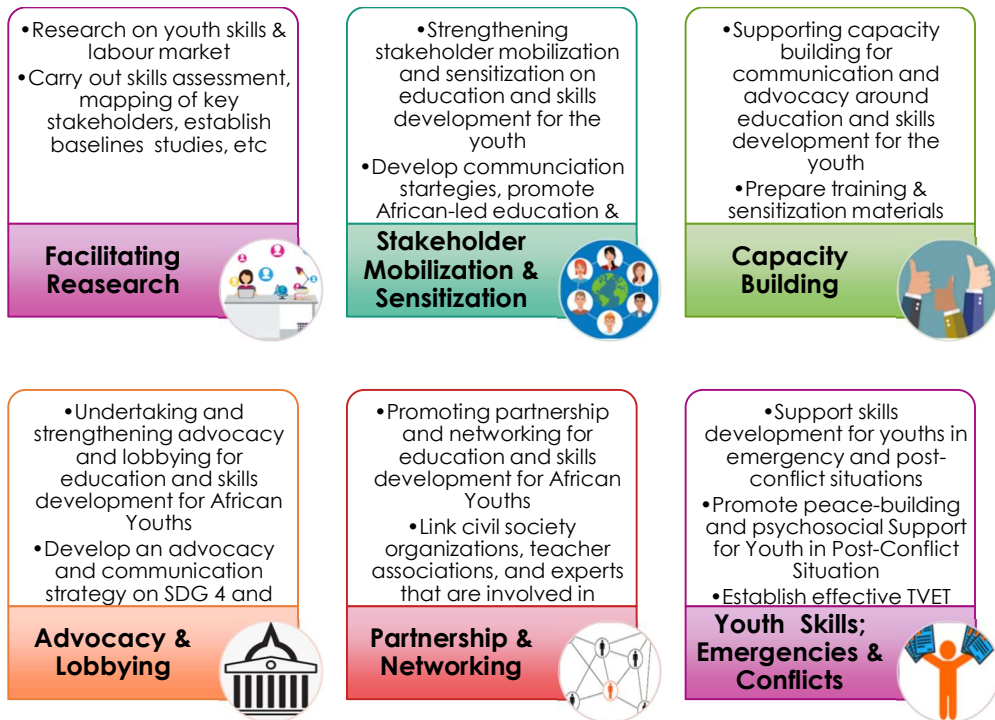 •Research on youth skills &
labour market
•Carry out skills assessment,
mapping of key
stakeholders, establish
baselines studies, etc
Facilitating
Reasearch
•Strengthening
stakeholder mobilization
and sensitization on
education and skills
development for the
youth
•Develop communciation
startegies, promote
African-led education &
Stakeholder
Mobilization &
Sensitization
•Supporting capacity
building for
communication and
advocacy around
education and skills
development for the
youth
•Prepare training &
sensitization materials
Capacity
Building
•Undertaking and
strengthening advocacy
and lobbying for
education and skills
development for African
Youths
•Develop an advocacy
and communication
strategy on SDG 4 and
Advocacy &
Lobbying
•Promoting partnership
and networking for
education and skills
development for African
Youths
•Link civil society
organizations, teacher
associations, and experts
that are involved in
Partnership &
Networking
•Support skills
development for youths in
emergency and post-
conflict situations
•Promote peace-building
and psychosocial Support
for Youth in Post-Conflict
Situation
•Establish effective TVET
Youth Skills;
Emergencies &
Conflicts